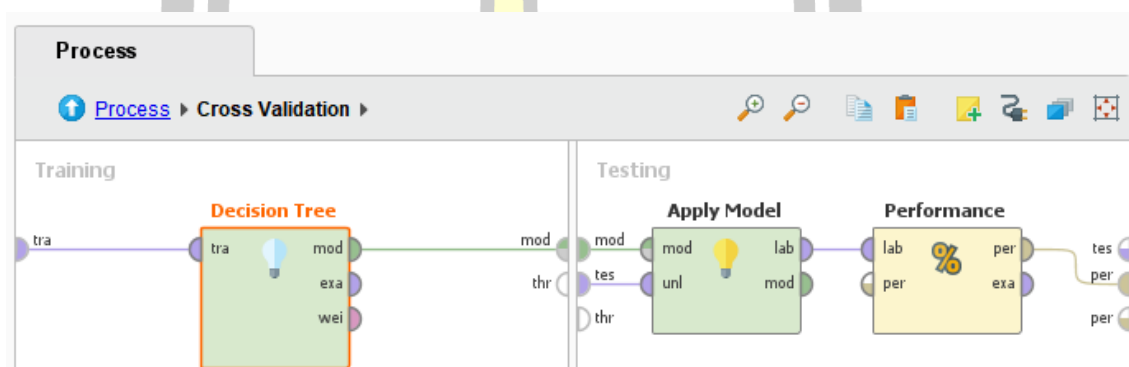 Process
Process Cross Validation
Training
Testing
Decision Tree
Apply Model
Performance
tra
tra
mod
mod
mod
mod
lab
lab
per
tes
exa
thr
tes
unl
mod
per
exa
per
wei
thr
per